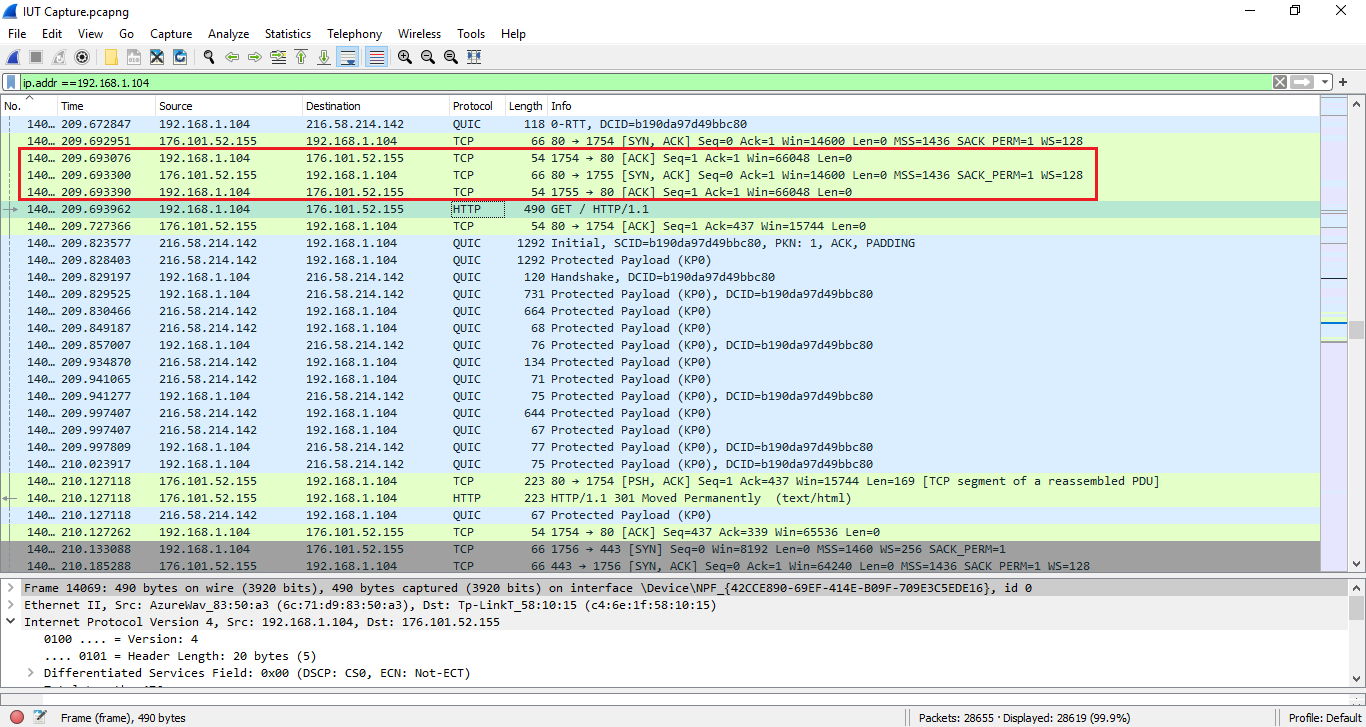 IUT Capture.pcapng
File Edit View Go Capture Analyze Statistics Telephony Wireless Tools Help
ip.addr ==192.168.1.104
No. Time Source Destination Protocol Length Info
140… 209.672847 192.168.1.104 216.58.214.142 QUIC 118 0-RTT, DCID=b190da97d49bbc80
140… 209.692951 176.101.52.155 192.168.1.104 TCP 66 80 → 1754 [SYN, ACK] Seq=0 Ack=1 Win=14600 Len=0 MSS=1436 SACK_PERM=1 WS=128
140… 209.693076 192.168.1.104 176.101.52.155 TCP 54 1754 → 80 [ACK] Seq=1 Ack=1 Win=66048 Len=0
140… 209.693300 176.101.52.155 192.168.1.104 TCP 66 80 → 1755 [SYN, ACK] Seq=0 Ack=1 Win=14600 Len=0 MSS=1436 SACK_PERM=1 WS=128
140… 209.693390 192.168.1.104 176.101.52.155 TCP 54 1755 → 80 [ACK] Seq=1 Ack=1 Win=66048 Len=0
140… 209.693962 192.168.1.104 176.101.52.155 HTTP 490 GET / HTTP/1.1
140… 209.727366 176.101.52.155 192.168.1.104 TCP 54 80 → 1754 [ACK] Seq=1 Ack=437 Win=15744 Len=0
140… 209.823577 216.58.214.142 192.168.1.104 QUIC 1292 Initial, SCID=b190da97d49bbc80, PKN: 1, ACK, PADDING
140… 209.828403 216.58.214.142 192.168.1.104 QUIC 1292 Protected Payload (KP0)
140… 209.829197 192.168.1.104 216.58.214.142 QUIC 120 Handshake, DCID=b190da97d49bbc80
140… 209.829525 192.168.1.104 216.58.214.142 QUIC 731 Protected Payload (KP0), DCID=b190da97d49bbc80
140… 209.830466 216.58.214.142 192.168.1.104 QUIC 664 Protected Payload (KP0)
140… 209.849187 216.58.214.142 192.168.1.104 QUIC 68 Protected Payload (KP0)
140… 209.857007 192.168.1.104 216.58.214.142 QUIC 76 Protected Payload (KP0), DCID=b190da97d49bbc80
140… 209.934870 216.58.214.142 192.168.1.104 QUIC 134 Protected Payload (KP0)
140… 209.941065 216.58.214.142 192.168.1.104 QUIC 71 Protected Payload (KP0)
140… 209.941277 192.168.1.104 216.58.214.142 QUIC 75 Protected Payload (KP0), DCID=b190da97d49bbc80
140… 209.997407 216.58.214.142 192.168.1.104 QUIC 644 Protected Payload (KP0)
140… 209.997407 216.58.214.142 192.168.1.104 QUIC 67 Protected Payload (KP0)
140… 209.997809 192.168.1.104 216.58.214.142 QUIC 77 Protected Payload (KP0), DCID=b190da97d49bbc80
140… 210.023917 192.168.1.104 216.58.214.142 QUIC 75 Protected Payload (KP0), DCID=b190da97d49bbc80
140… 210.127118 176.101.52.155 192.168.1.104 TCP 223 80 → 1754 [PSH, ACK] Seq=1 Ack=437 Win=15744 Len=169 [TCP segment of a reassembled PDU]
140… 210.127118 176.101.52.155 192.168.1.104 HTTP 223 HTTP/1.1 301 Moved Permanently (text/html)
140… 210.127118 216.58.214.142 192.168.1.104 QUIC 67 Protected Payload (KP0)
140… 210.127262 192.168.1.104 176.101.52.155 TCP 54 1754 → 80 [ACK] Seq=437 Ack=339 Win=65536 Len=0
140… 210.133088 192.168.1.104 176.101.52.155 TCP 66 1756 → 443 [SYN] Seq=0 Win=8192 Len=0 MSS=1460 WS=256 SACK_PERM=1
140… 210.185288 176.101.52.155 192.168.1.104 TCP 66 443 → 1756 [SYN, ACK] Seq=0 Ack=1 Win=64240 Len=0 MSS=1436 SACK_PERM=1 WS=128
Frame 14069: 490 bytes on wire (3920 bits), 490 bytes captured (3920 bits) on interface \Device\NPF_{42CCE890-69EF-414E-B09F-709E3C5EDE16}, id 0
Ethernet II, Src: AzureWav_83:50:a3 (6c:71:d9:83:50:a3), Dst: Tp-LinkT_58:10:15 (c4:6e:1f:58:10:15)
Internet Protocol Version 4, Src: 192.168.1.104, Dst: 176.101.52.155
0100 .... = Version: 4
.... 0101 = Header Length: 20 bytes (5)
Differentiated Services Field: 0x00 (DSCP: CS0, ECN: Not-ECT)
Frame (frame), 490 bytes
Packets: 28655 · Displayed: 28619 (99.9%)
Profile: Default